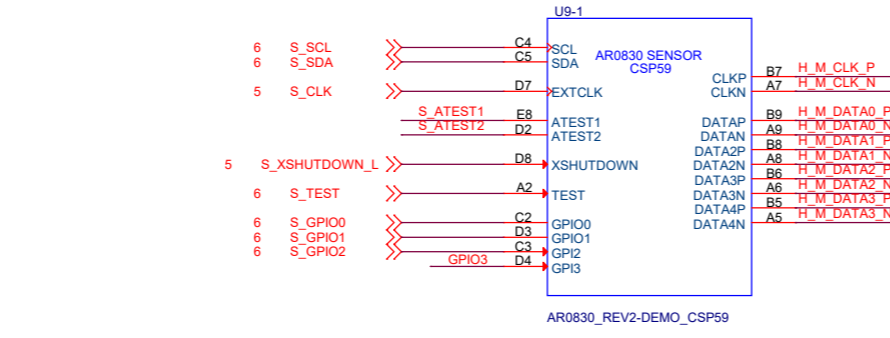 U9-1
AR0830 SENSOR
CSP59
6 S_SCL C4 SCL
6 S_SDA C5 SDA
CLKP B7 H_M_CLK_P
5 S_CLK D7 EXTCLK CLKN A7 H_M_CLK_N
S_ATEST1 E8 ATEST1 DATAP B9 H_M_DATA0_P
S_ATEST2 D2 ATEST2 DATAN A9 H_M_DATA0_N
DATA2P B8 H_M_DATA1_P
5 S_XSHUTDOWN_L D8 XSHUTDOWN DATA2N A8 H_M_DATA1_N
DATA3P B6 H_M_DATA2_P
6 S_TEST A2 TEST DATA3N A6 H_M_DATA2_N
DATA4P B5 H_M_DATA3_P
6 S_GPIO0 C2 GPIO0 DATA4N A5 H_M_DATA3_N
6 S_GPIO1 D3 GPIO1
6 S_GPIO2 C3 GPI2
GPIO3 D4 GPI3
AR0830_REV2-DEMO_CSP59